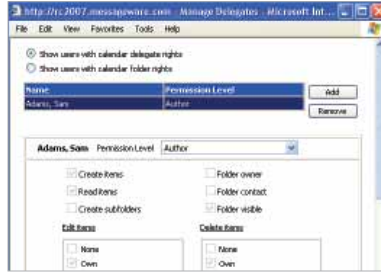 http://rc2007.messageware.com - Manage Delegates - Microsoft Int...
File Edit View Favorites Tools Help
Show users with calendar delegate rights
Show users with calendar folder rights
Name Permission Level
Adams, Sam Author
Add
Remove
Adams, Sam Permission Level Author
Create items Folder owner
Read items Folder contact
Create subfolders Folder visible
Edit Items Delete Items
None None
Own Own